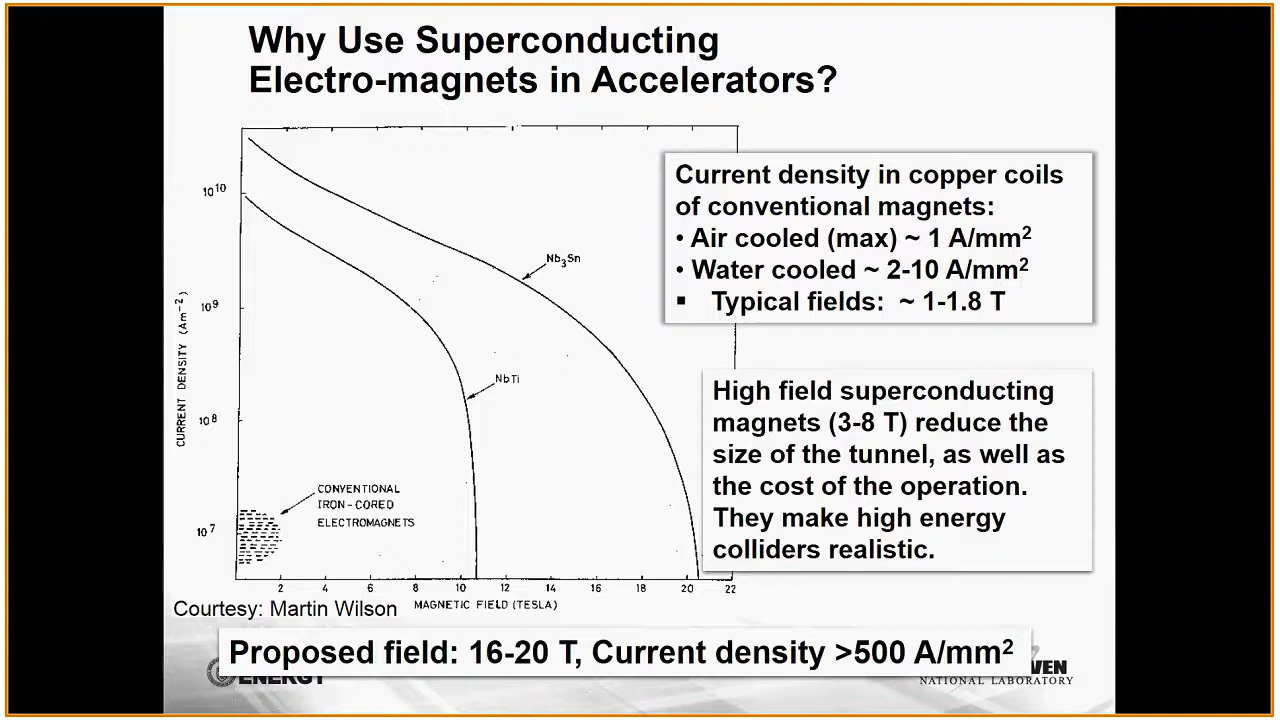 Why Use Superconducting
Electro-magnets in Accelerators?
10¹⁰
10⁹
10⁸
10⁷
CURRENT DENSITY (Am⁻²)
Nb₃Sn
NbTi
CONVENTIONAL
IRON-CORED
ELECTROMAGNETS
2 4 6 8 10 12 14 16 18 20 22
MAGNETIC FIELD (TESLA)
Courtesy: Martin Wilson
Current density in copper coils
of conventional magnets:
• Air cooled (max) ~ 1 A/mm²
• Water cooled ~ 2-10 A/mm²
▪ Typical fields: ~ 1-1.8 T
High field superconducting
magnets (3-8 T) reduce the
size of the tunnel, as well as
the cost of the operation.
They make high energy
colliders realistic.
Proposed field: 16-20 T, Current density >500 A/mm²
ENERGY
NATIONAL LABORATORY